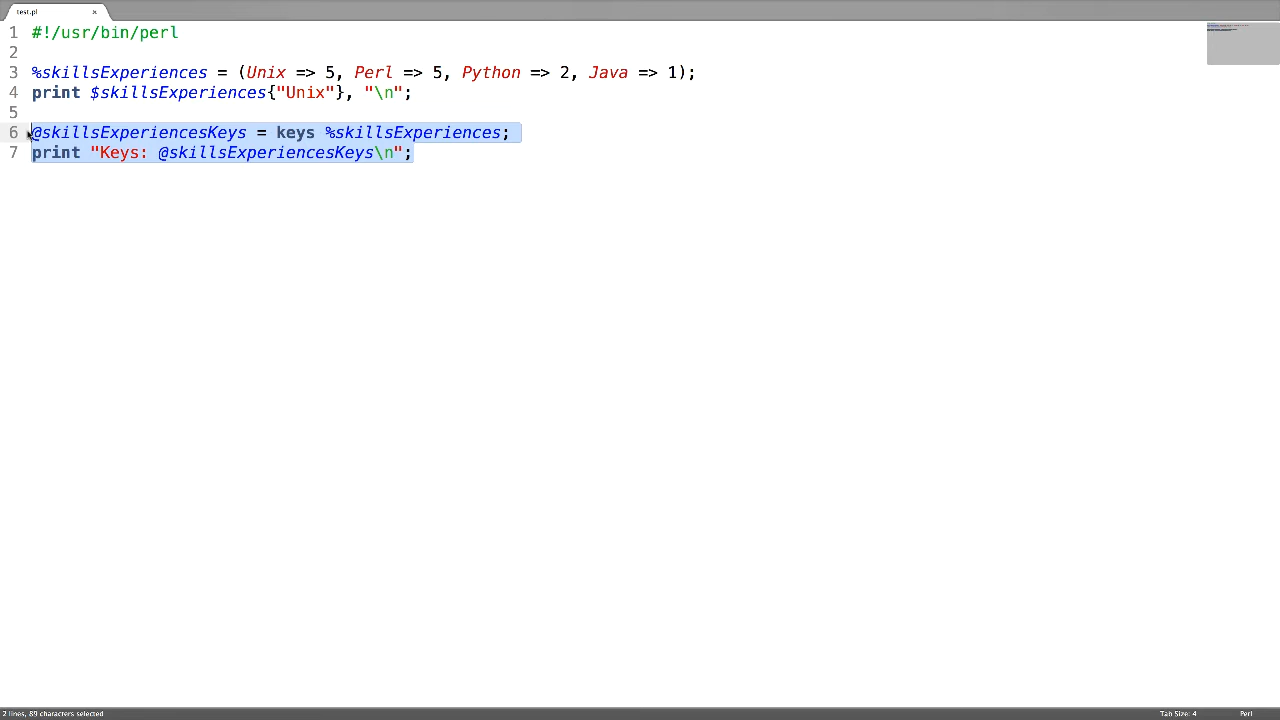 test.pl ×
1 #!/usr/bin/perl
2
3 %skillsExperiences = (Unix => 5, Perl => 5, Python => 2, Java => 1);
4 print $skillsExperiences{"Unix"}, "\n";
5
6 @skillsExperiencesKeys = keys %skillsExperiences;
7 print "Keys: @skillsExperiencesKeys\n";
2 lines, 89 characters selected Tab Size: 4 Perl